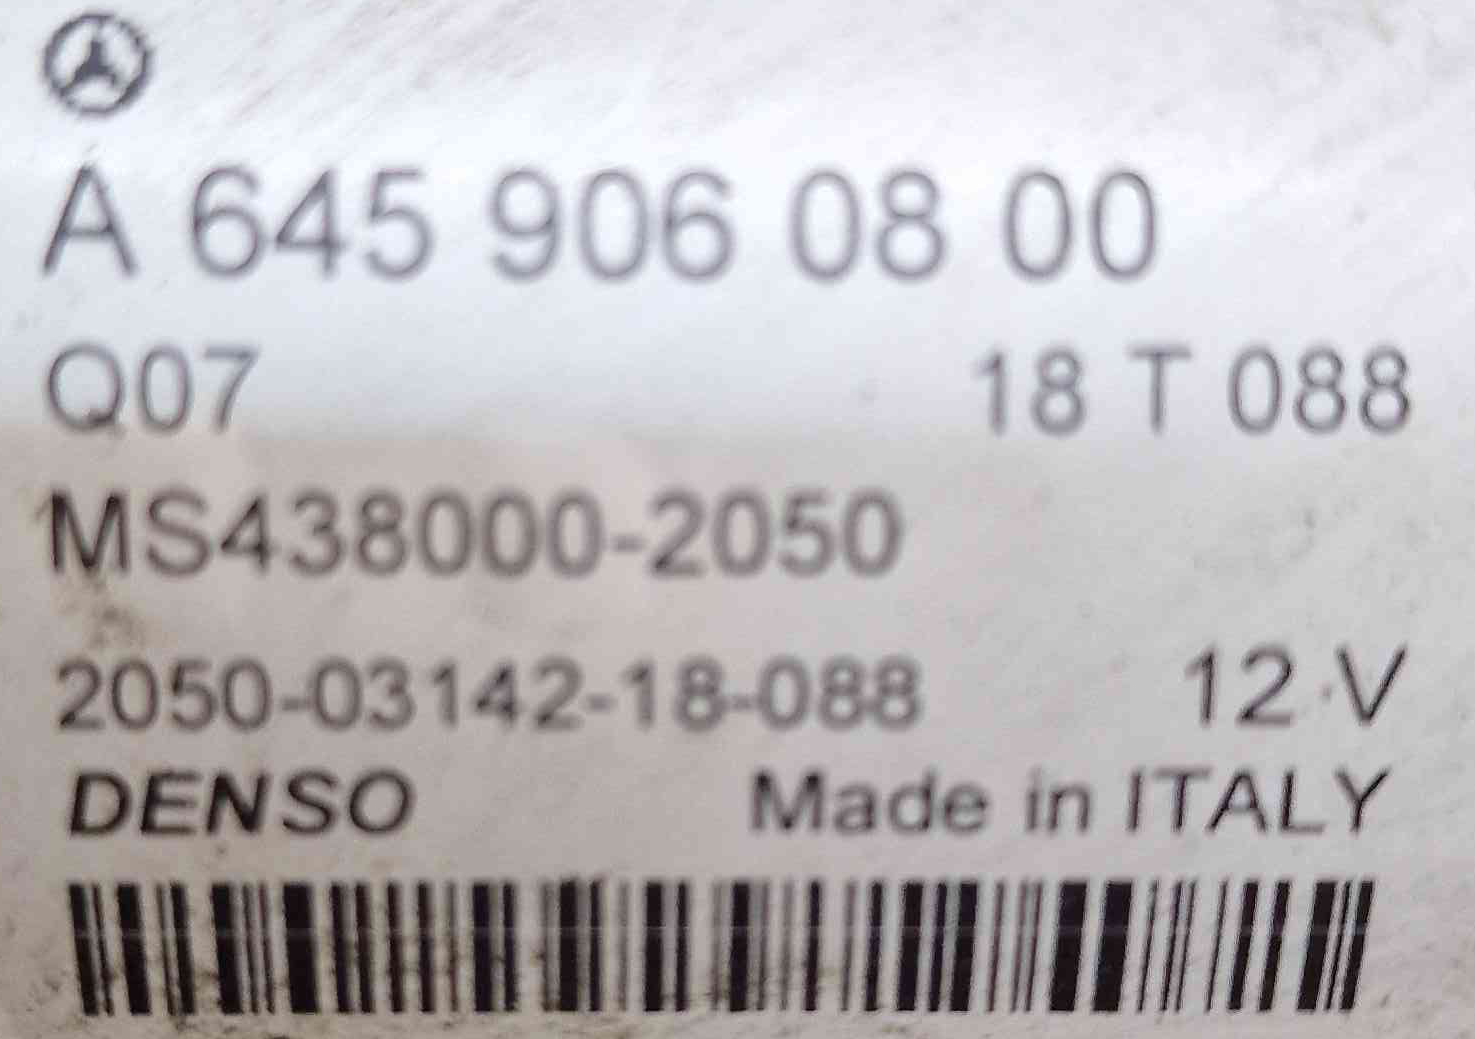 A 645 906 08 00
Q07 18 T 088
MS438000-2050
2050-03142-18-088 12 V
DENSO Made in ITALY